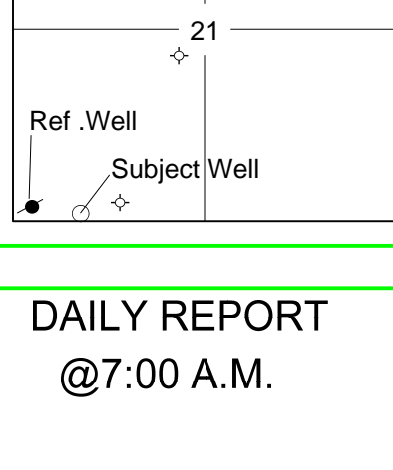 21
Ref .Well
Subject Well
DAILY REPORT
@7:00 A.M.